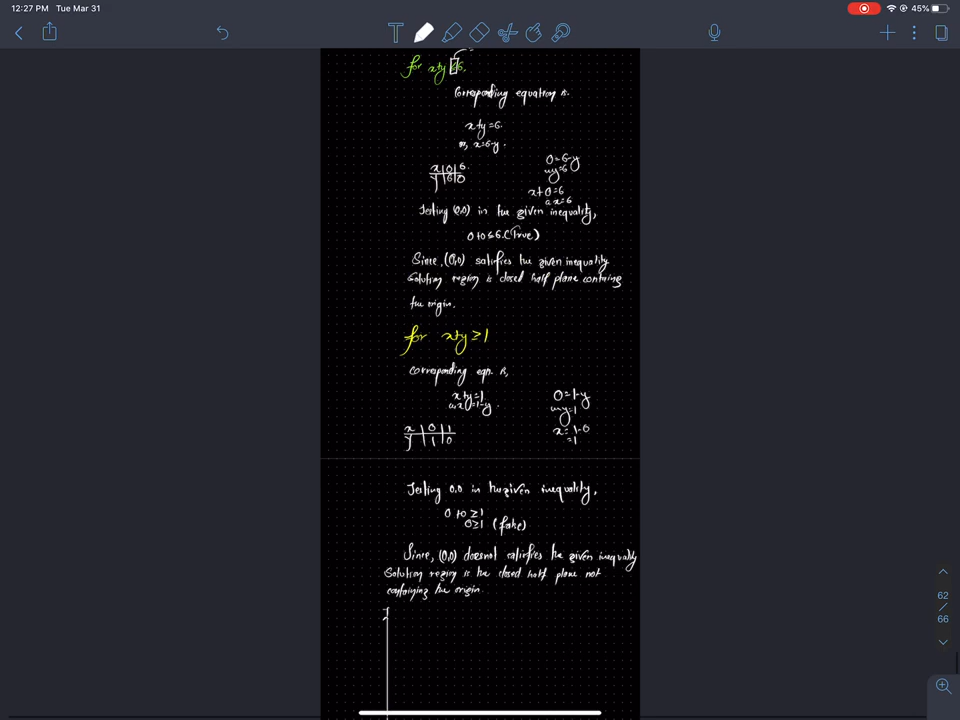 12:27 PM Tue Mar 31
45%
for x+y ≤6.
Corresponding equation is.
x+y=6.
or, x=6-y.
x 0 6
y 6 0
0=6-y
or y=6
x+0=6
or x=6
Testing (0,0) in the given inequality,
0+0≤6.(True)
Since, (0,0) satisfies the given inequality
Solution region is closed half plane containing
the origin.
for x+y ≥1
Corresponding eqn. is,
x+y=1
or, x=1-y.
0=1-y
or y=1
x=1-0
=1
x 0 1
y 1 0
Testing 0,0 in the given inequality,
0+0≥1
0≥1 (false)
Since, (0,0) doesnot satisfies the given inequality
Solution region is the closed half plane not
containing the origin.
62
/
66